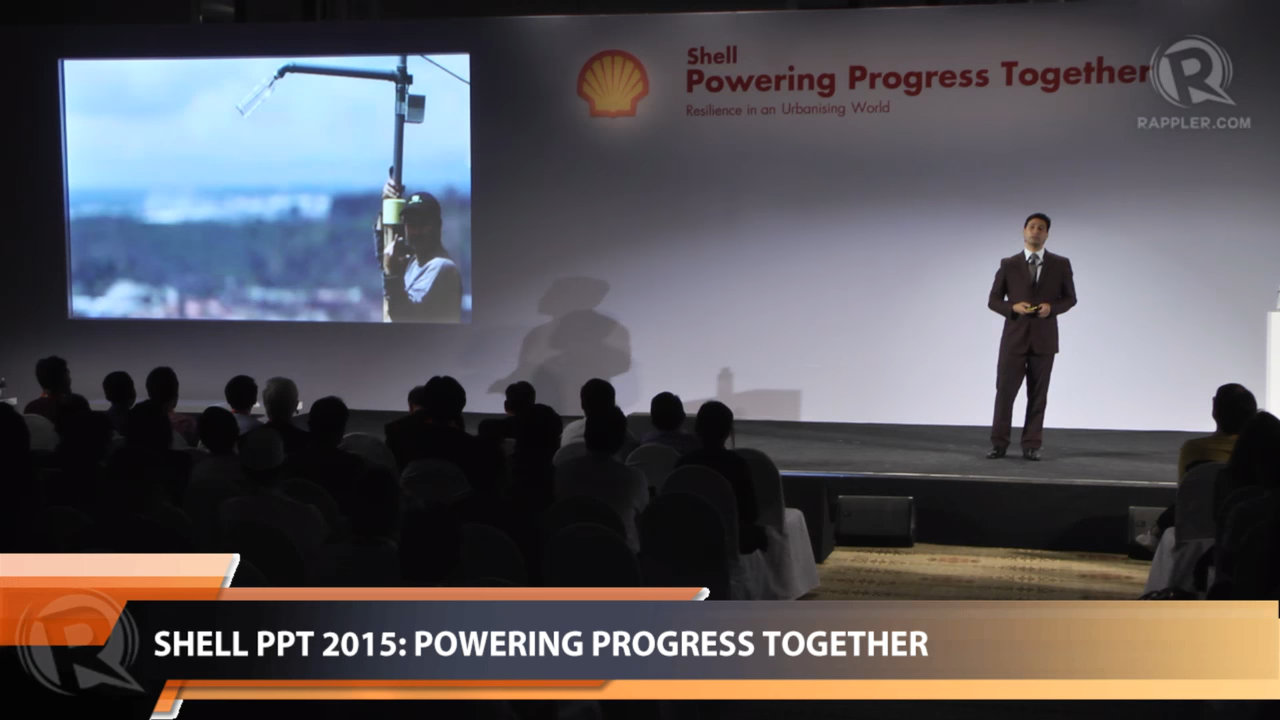 Shell
Powering Progress Together
Resilience in an Urbanising World
R
RAPPLER.COM
R
SHELL PPT 2015: POWERING PROGRESS TOGETHER